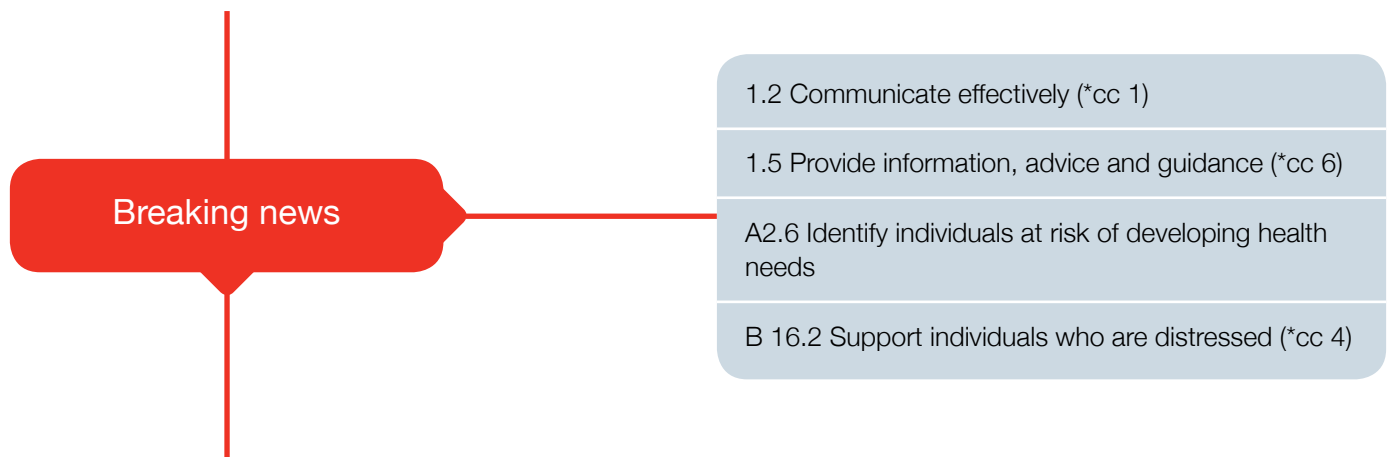 Breaking news
1.2 Communicate effectively (*cc 1)
1.5 Provide information, advice and guidance (*cc 6)
A2.6 Identify individuals at risk of developing health
needs
B 16.2 Support individuals who are distressed (*cc 4)